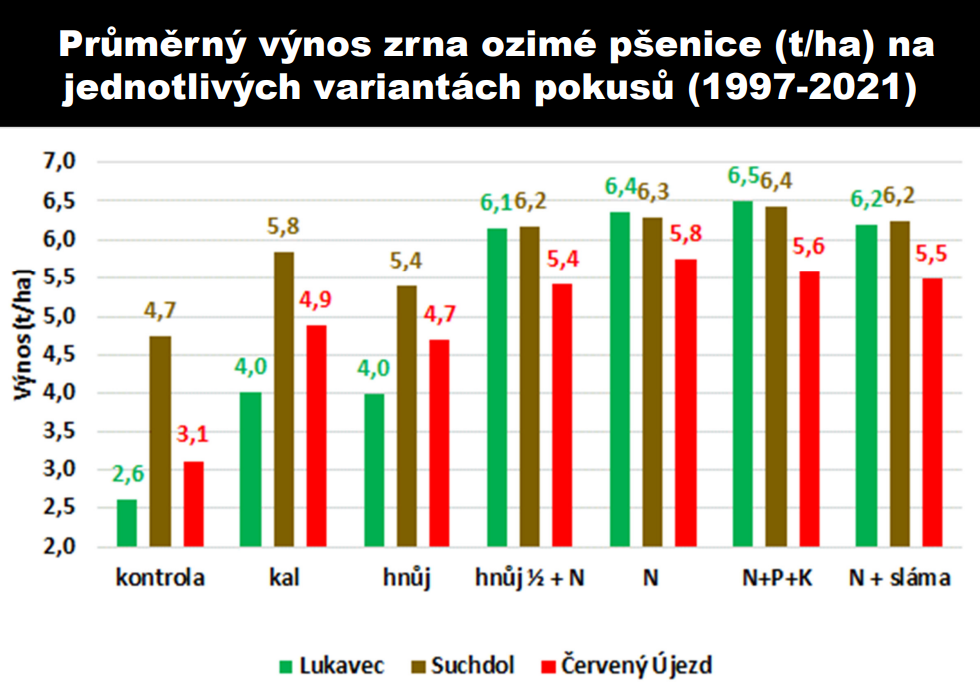 Průměrný výnos zrna ozimé pšenice (t/ha) na
jednotlivých variantách pokusů (1997-2021)
Výnos (t/ha)
7,0
6,5
6,0
5,5
5,0
4,5
4,0
3,5
3,0
2,5
2,0
2,6 4,7 3,1
4,0 5,8 4,9
4,0 5,4 4,7
6,1 6,2 5,4
6,4 6,3 5,8
6,5 6,4 5,6
6,2 6,2 5,5
kontrola kal hnůj hnůj ½ + N N N+P+K N + sláma
Lukavec Suchdol Červený Újezd